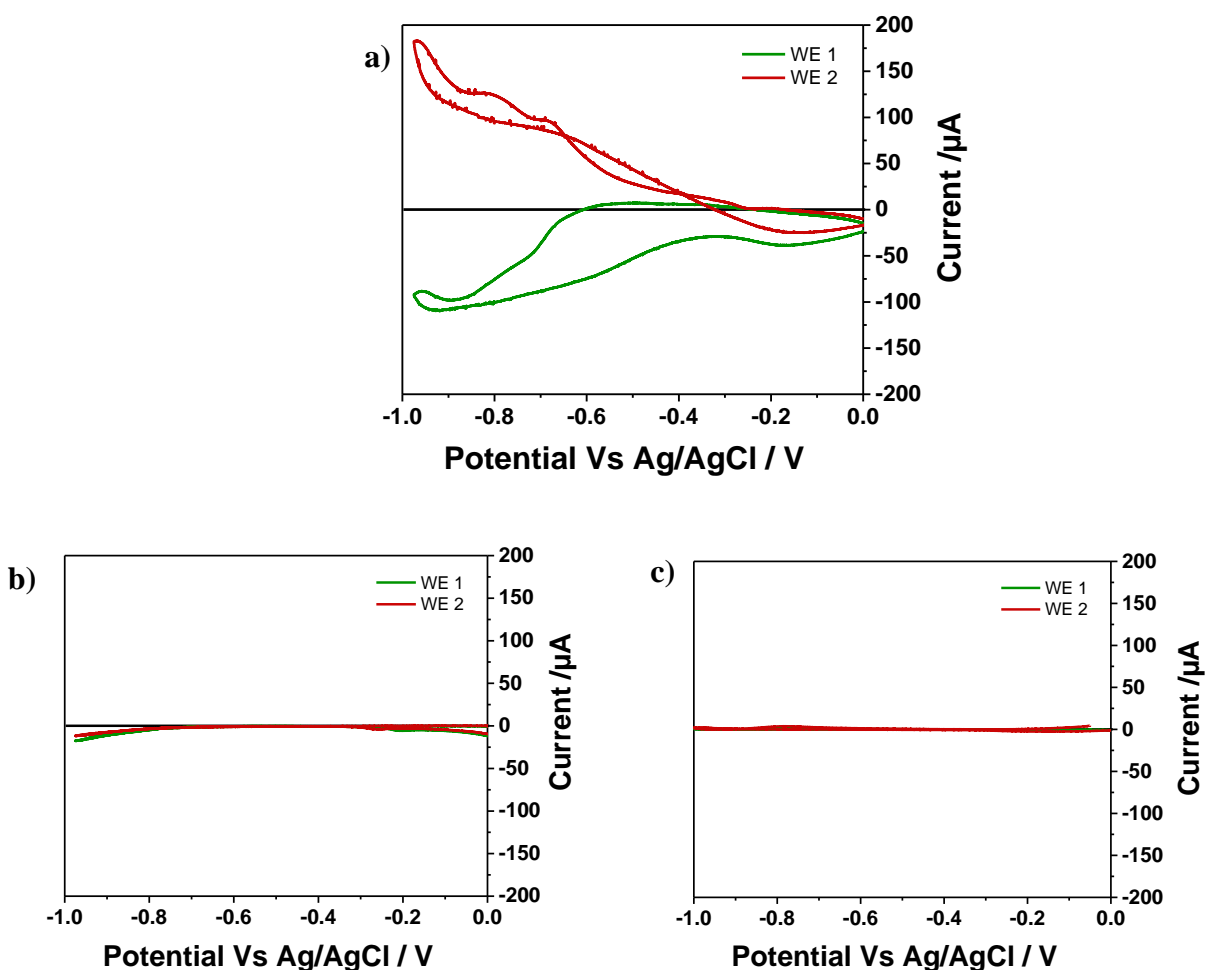 a)
WE 1
WE 2
200
150
100
50
0
-50
-100
-150
-200
Current /µA
-1.0 -0.8 -0.6 -0.4 -0.2 0.0
Potential Vs Ag/AgCl / V
b)
WE 1
WE 2
200
150
100
50
0
-50
-100
-150
-200
Current /µA
-1.0 -0.8 -0.6 -0.4 -0.2 0.0
Potential Vs Ag/AgCl / V
c)
WE 1
WE 2
200
150
100
50
0
-50
-100
-150
-200
Current /µA
-1.0 -0.8 -0.6 -0.4 -0.2 0.0
Potential Vs Ag/AgCl / V